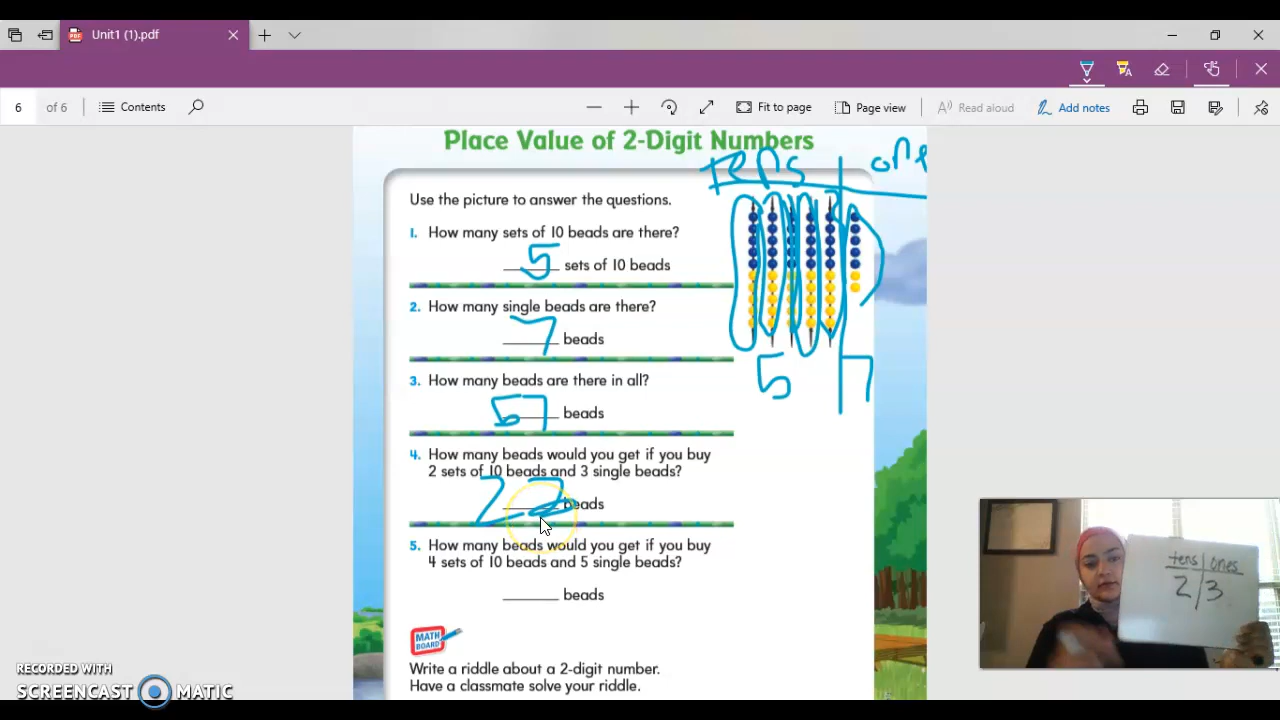 Unit1 (1).pdf
6 of 6 Contents Fit to page Page view Read aloud Add notes
Place Value of 2-Digit Numbers
tens one
Use the picture to answer the questions.
1. How many sets of 10 beads are there?
5 sets of 10 beads
2. How many single beads are there?
7 beads
5 7
3. How many beads are there in all?
57 beads
4. How many beads would you get if you buy
2 sets of 10 beads and 3 single beads?
beads
5. How many beads would you get if you buy
4 sets of 10 beads and 5 single beads?
______ beads
MATH
BOARD
Write a riddle about a 2-digit number.
Have a classmate solve your riddle.
tens ones
2 3
RECORDED WITH
SCREENCAST MATIC